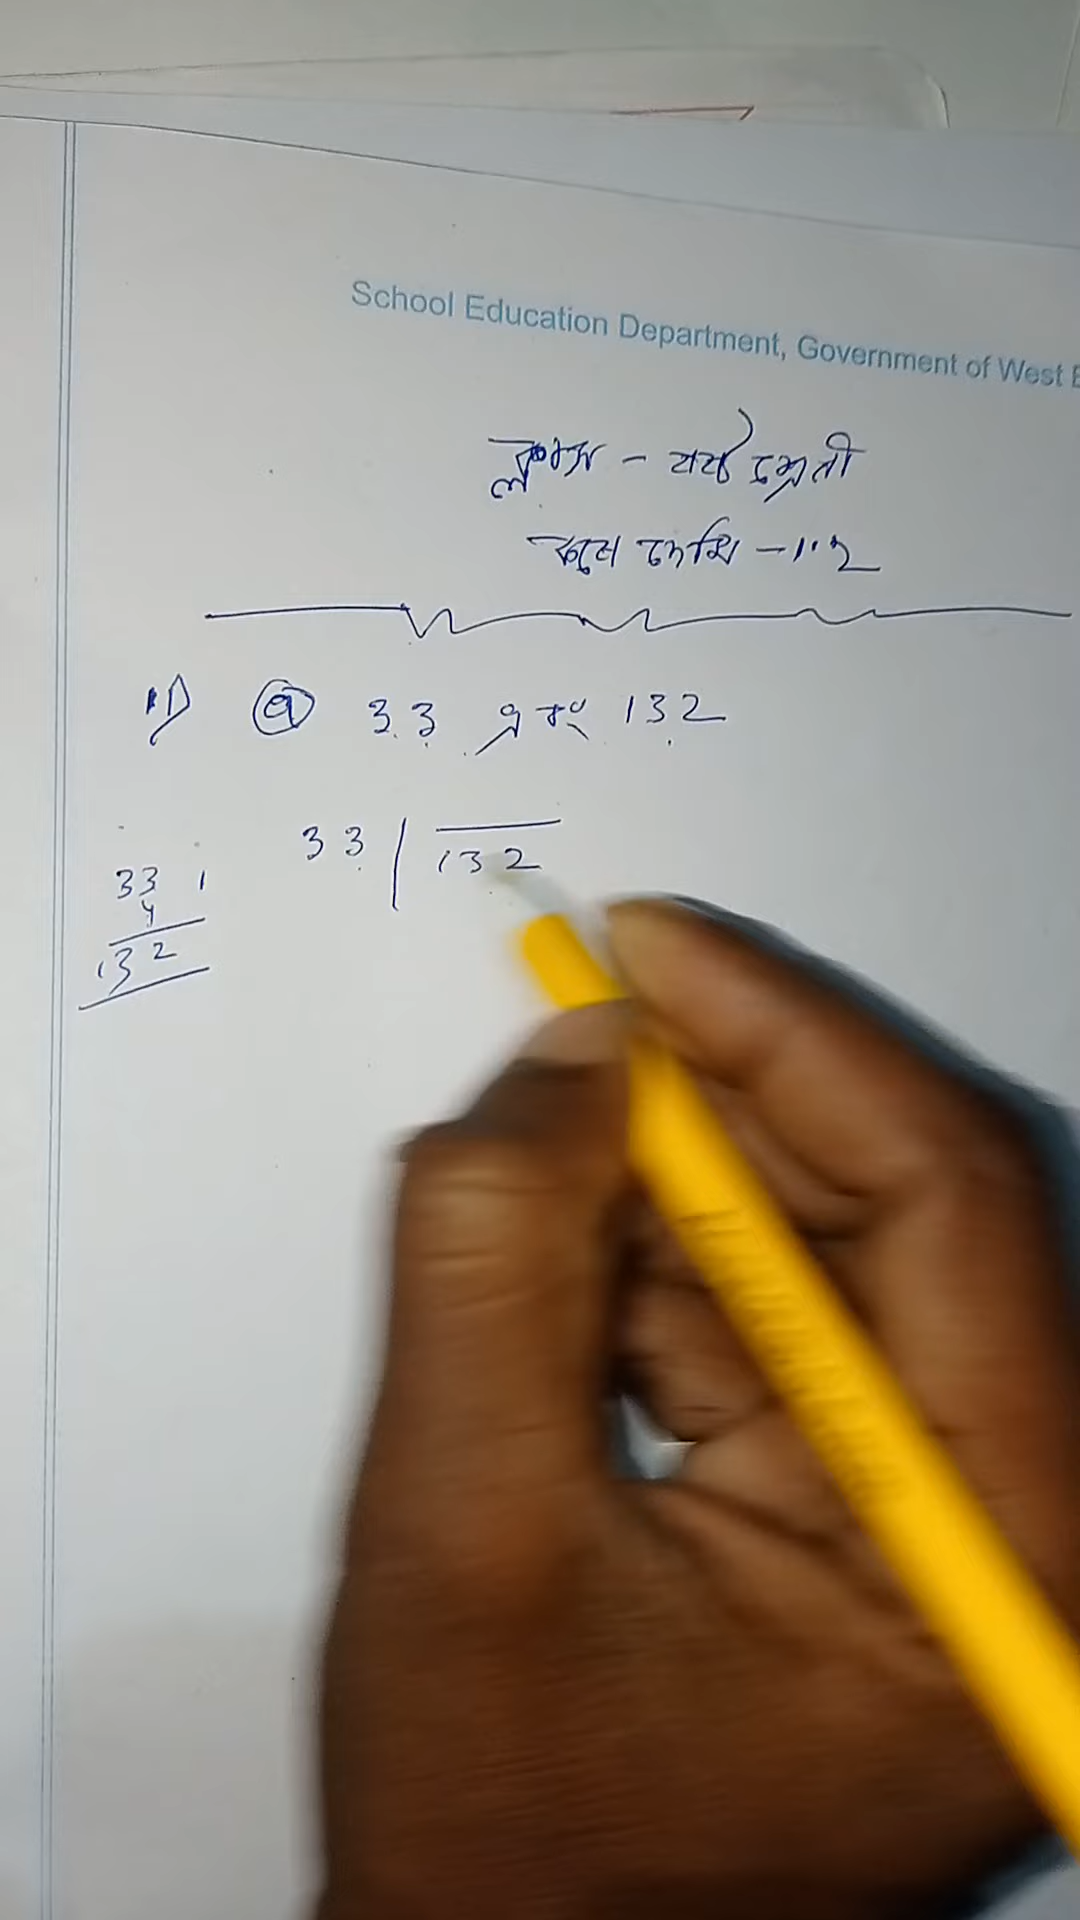 School Education Department, Government of West B
ক্লাস - ষষ্ঠ শ্রেণী
কষে দেখি - 1.2
1) a 33 এবং 132
33 132
33 1
4
132